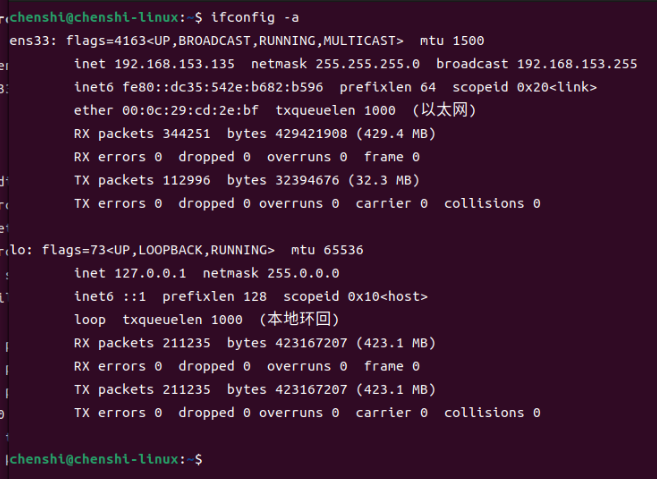 chenshi@chenshi-linux:~$ ifconfig -a
ens33: flags=4163<UP,BROADCAST,RUNNING,MULTICAST>  mtu 1500
        inet 192.168.153.135  netmask 255.255.255.0  broadcast 192.168.153.255
        inet6 fe80::dc35:542e:b682:b596  prefixlen 64  scopeid 0x20<link>
        ether 00:0c:29:cd:2e:bf  txqueuelen 1000  (以太网)
        RX packets 344251  bytes 429421908 (429.4 MB)
        RX errors 0  dropped 0  overruns 0  frame 0
        TX packets 112996  bytes 32394676 (32.3 MB)
        TX errors 0  dropped 0 overruns 0  carrier 0  collisions 0

lo: flags=73<UP,LOOPBACK,RUNNING>  mtu 65536
        inet 127.0.0.1  netmask 255.0.0.0
        inet6 ::1  prefixlen 128  scopeid 0x10<host>
        loop  txqueuelen 1000  (本地环回)
        RX packets 211235  bytes 423167207 (423.1 MB)
        RX errors 0  dropped 0  overruns 0  frame 0
        TX packets 211235  bytes 423167207 (423.1 MB)
        TX errors 0  dropped 0 overruns 0  carrier 0  collisions 0

chenshi@chenshi-linux:~$